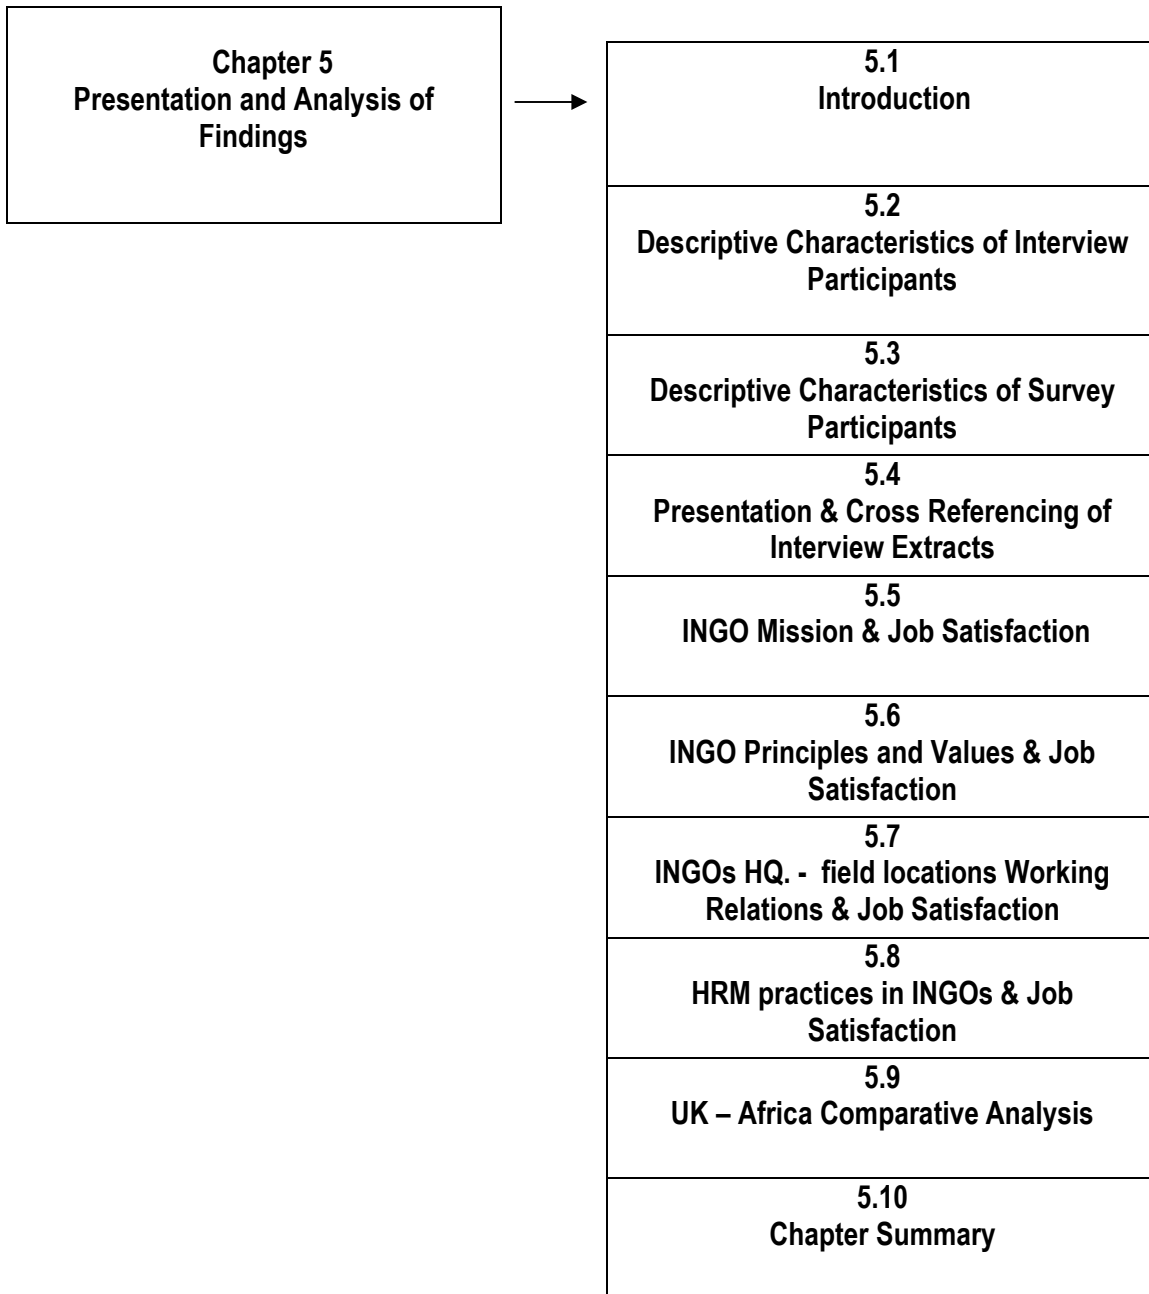 Chapter 5
Presentation and Analysis of
Findings
5.1
Introduction
5.2
Descriptive Characteristics of Interview
Participants
5.3
Descriptive Characteristics of Survey
Participants
5.4
Presentation & Cross Referencing of
Interview Extracts
5.5
INGO Mission & Job Satisfaction
5.6
INGO Principles and Values & Job
Satisfaction
5.7
INGOs HQ. - field locations Working
Relations & Job Satisfaction
5.8
HRM practices in INGOs & Job
Satisfaction
5.9
UK – Africa Comparative Analysis
5.10
Chapter Summary